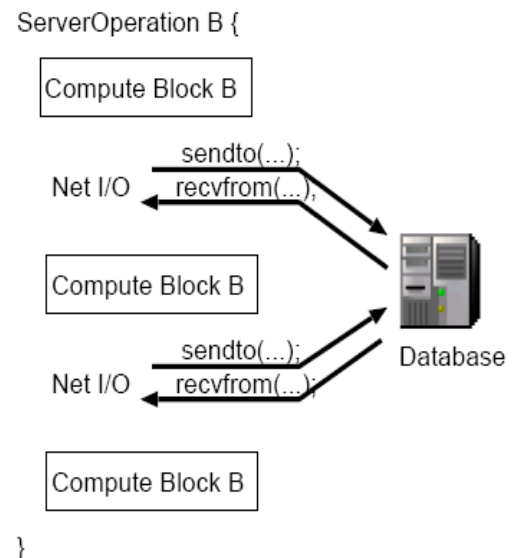 ServerOperation B {
Compute Block B
sendto(...);
Net I/O
recvfrom(...),
Compute Block B
sendto(...);
Database
Net I/O
recvfrom(...);
Compute Block B
}